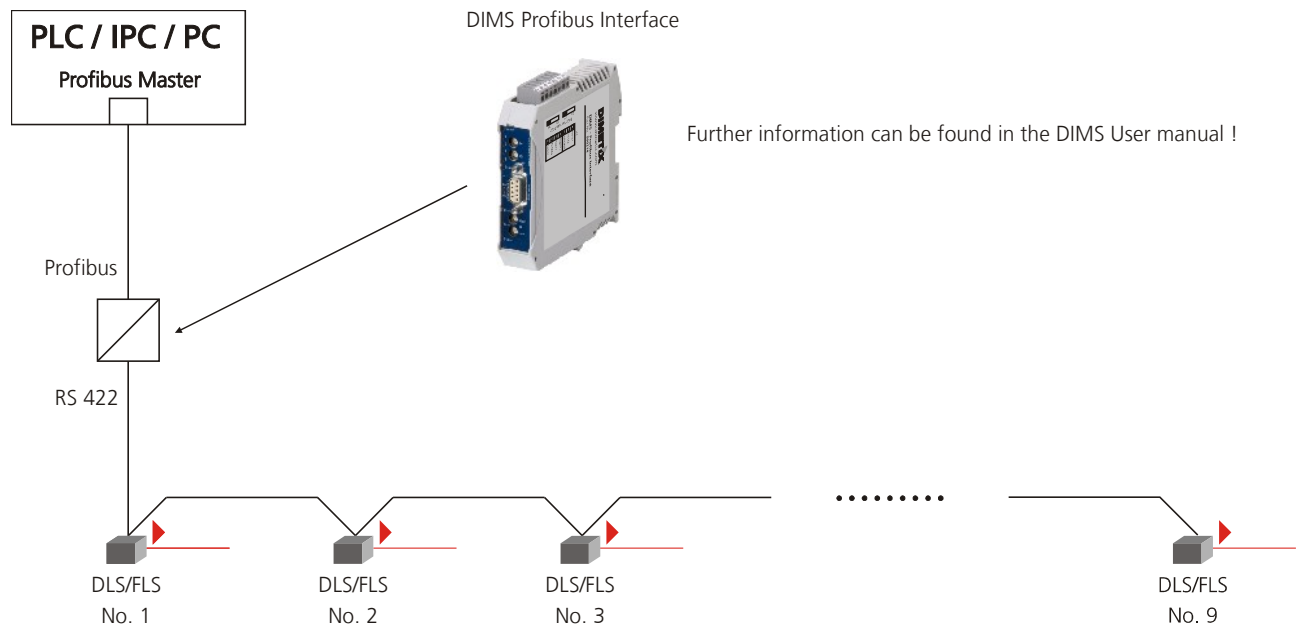 PLC / IPC / PC
Profibus Master
DIMS Profibus Interface
DIMETIX
Further information can be found in the DIMS User manual !
Profibus
RS 422
DLS/FLS
No. 1
DLS/FLS
No. 2
DLS/FLS
No. 3
DLS/FLS
No. 9